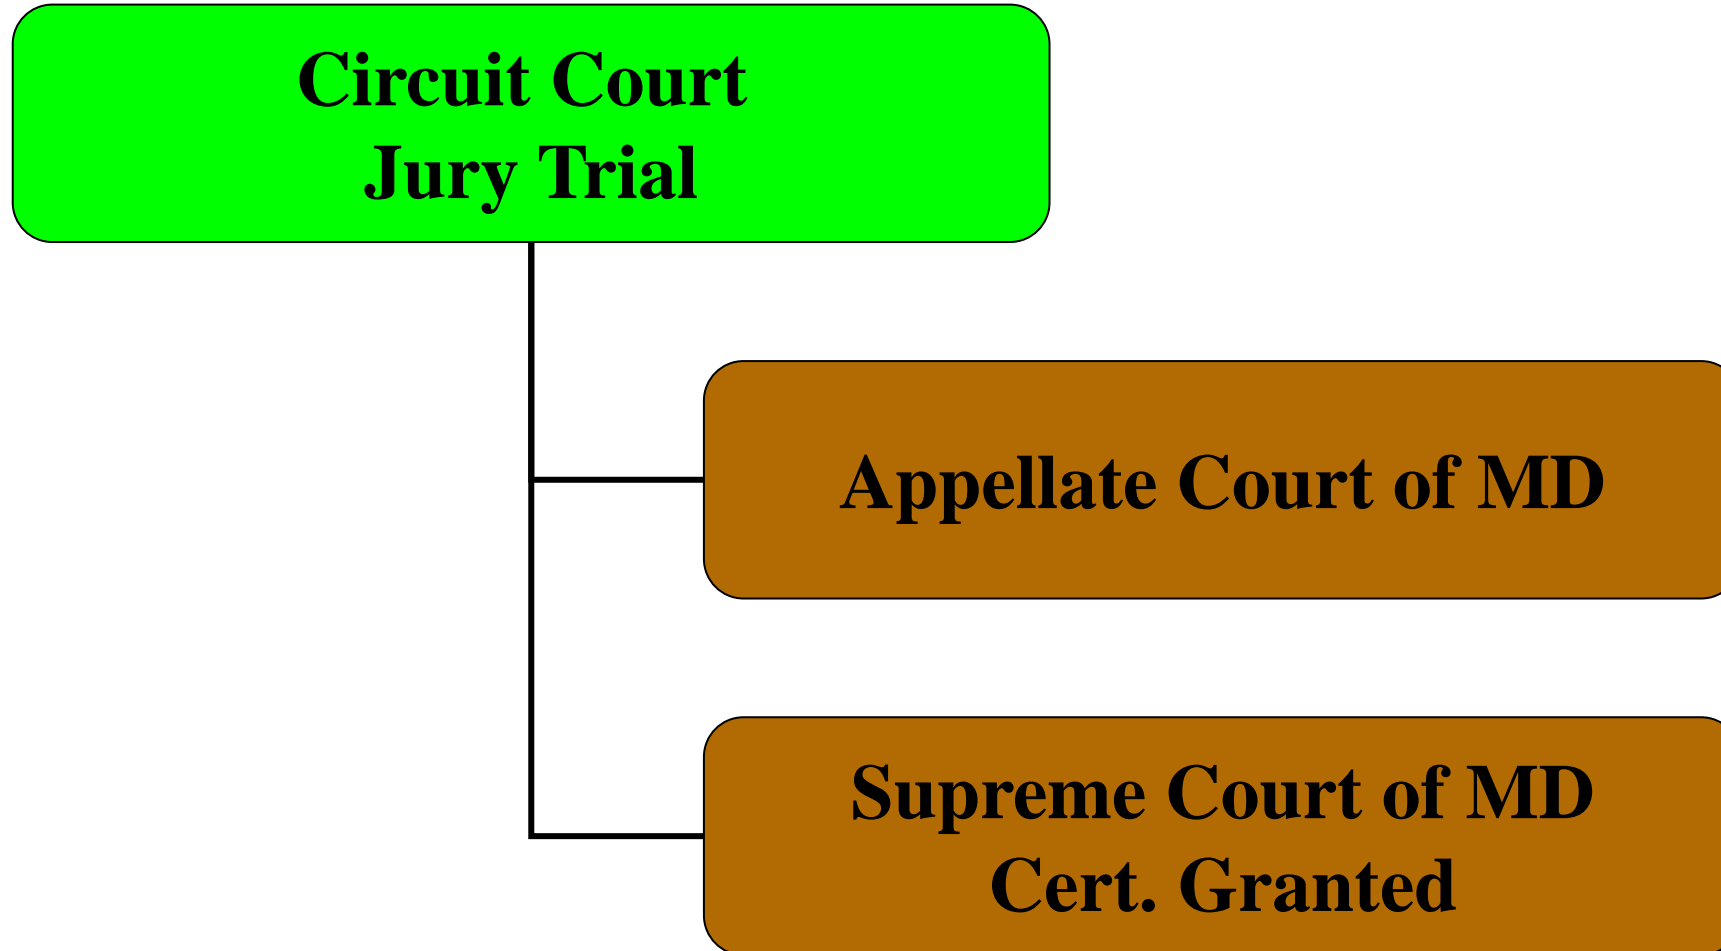 Circuit Court
Jury Trial
Appellate Court of MD
Supreme Court of MD
Cert. Granted